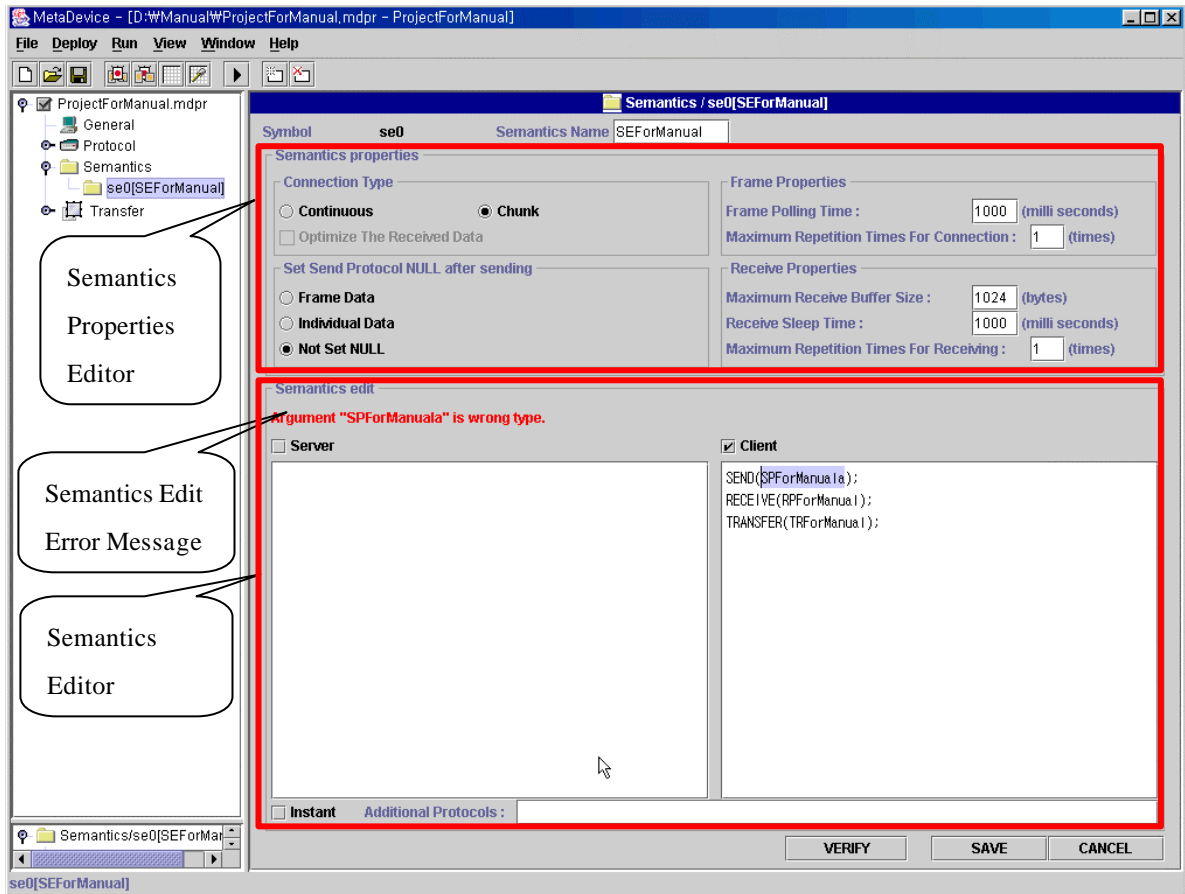 MetaDevice - [D:₩Manual₩ProjectForManual,mdpr - ProjectForManual]
File Deploy Run View Window Help
ProjectForManual.mdpr
General
Protocol
Semantics
se0[SEForManual]
Transfer
Semantics
Properties
Editor
Semantics Edit
Error Message
Semantics
Editor
Semantics/se0[SEForMar
se0[SEForManual]
Semantics / se0[SEForManual]
Symbol se0 Semantics Name SEForManual
Semantics properties
Connection Type
Continuous Chunk
Optimize The Received Data
Frame Properties
Frame Polling Time : 1000 (milli seconds)
Maximum Repetition Times For Connection : 1 (times)
Set Send Protocol NULL after sending
Frame Data
Individual Data
Not Set NULL
Receive Properties
Maximum Receive Buffer Size : 1024 (bytes)
Receive Sleep Time : 1000 (milli seconds)
Maximum Repetition Times For Receiving : 1 (times)
Semantics edit
Argument "SPForManuala" is wrong type.
Server Client
SEND(SPForManuala);
RECEIVE(RPForManual);
TRANSFER(TRForManual);
Instant Additional Protocols :
VERIFY SAVE CANCEL